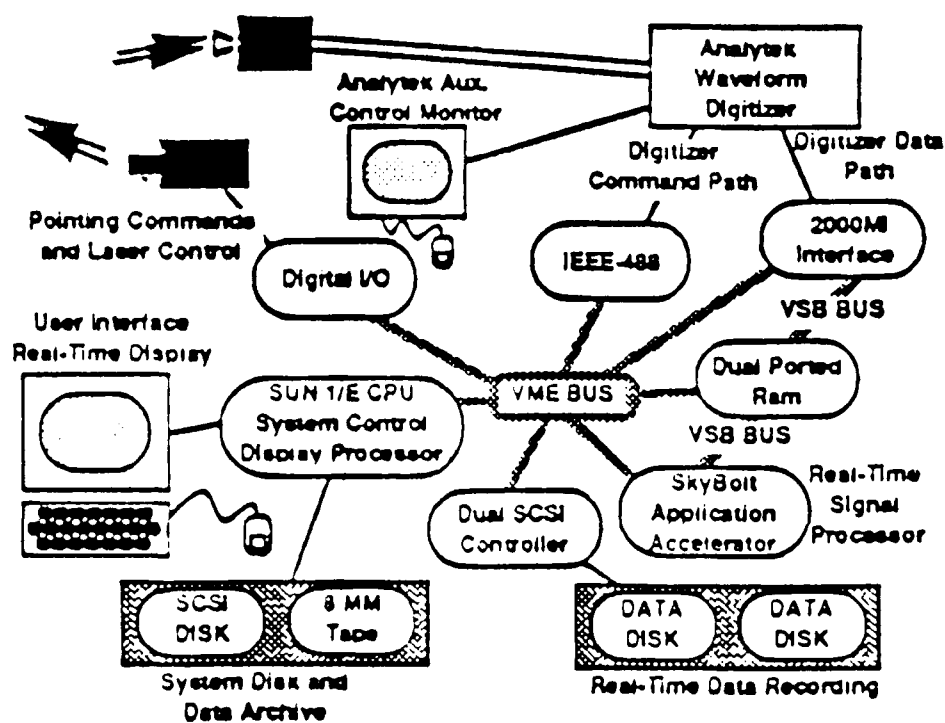 Analytek
Waveform
Digitizer
Analytek Aux.
Control Monitor
Digitizer
Command Path
Digitizer Data
Path
Pointing Commands
and Laser Control
Digital I/O
IEEE-488
2000MI
Interface
VSB BUS
User Interface
Real-Time Display
SUN 1/E CPU
System Control
Display Processor
VME BUS
Dual Ported
Ram
VSB BUS
Dual SCSI
Controller
SkyBolt
Application
Accelerator
Real-Time
Signal
Processor
SCSI
DISK
8 MM
Tape
DATA
DISK
DATA
DISK
System Disk and
Data Archive
Real-Time Data Recording